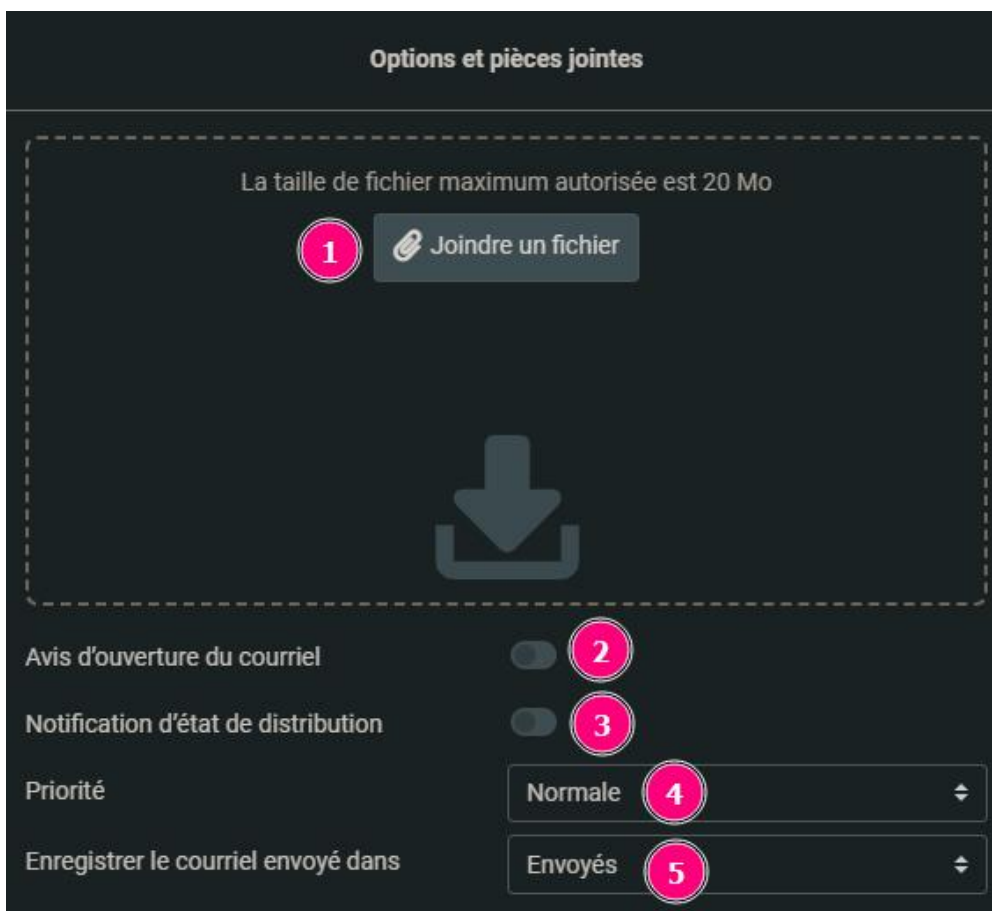 Options et pièces jointes
La taille de fichier maximum autorisée est 20 Mo
1 Joindre un fichier
Avis d'ouverture du courriel 2
Notification d'état de distribution 3
Priorité Normale 4
Enregistrer le courriel envoyé dans Envoyés 5